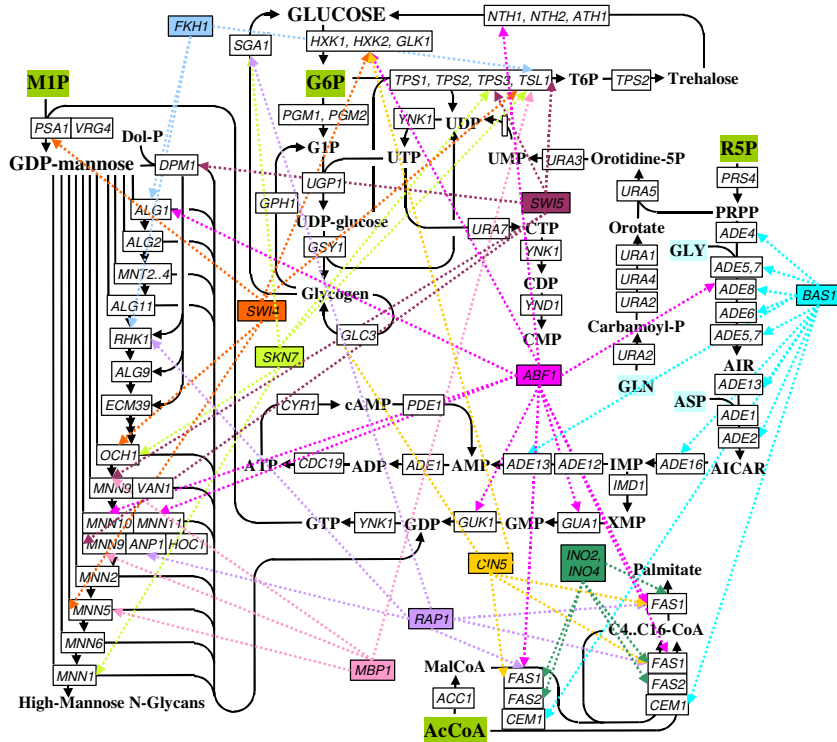 GLUCOSE
NTH1, NTH2, ATH1
FKH1
SGA1
HXK1, HXK2, GLK1
M1P
G6P
TPS1, TPS2, TPS3, TSL1
T6P
TPS2
Trehalose
PSA1
VRG4
PGM1, PGM2
YNK1
UDP
Dol-P
G1P
UTP
UMP
URA3
Orotidine-5P
R5P
GDP-mannose
DPM1
UGP1
PRS4
GPH1
URA5
SWI5
ALG1
UDP-glucose
URA7
CTP
Orotate
PRPP
ADE4
ALG2
GSY1
YNK1
URA1
GLY
MNT2..4
CDP
URA4
ADE5,7
ADE8
BAS1
ALG11
Glycogen
YND1
URA2
ADE6
SWI4
Carbamoyl-P
RHK1
GLC3
CMP
ADE5,7
SKN7
URA2
AIR
ALG9
ABF1
GLN
ADE13
ECM39
CYR1
cAMP
PDE1
ASP
ADE1
ADE2
OCH1
ATP
CDC19
ADP
ADE1
AMP
ADE13
ADE12
IMP
ADE16
AICAR
MNN9
VAN1
IMD1
MNN10
MNN11
GTP
YNK1
GDP
GUK1
GMP
GUA1
XMP
MNN9
ANP1
HOC1
MNN2
CIN5
INO2,
INO4
Palmitate
MNN5
RAP1
FAS1
C4..C16-CoA
MNN6
MNN1
MBP1
MalCoA
FAS1
FAS1
High-Mannose N-Glycans
ACC1
FAS2
FAS2
CEM1
CEM1
AcCoA